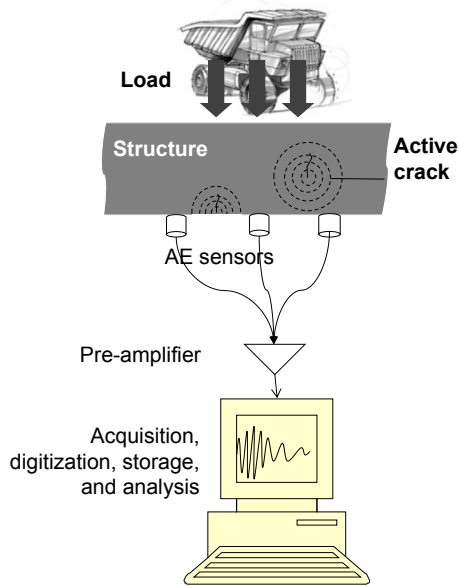 Load
Structure
Active
crack
AE sensors
Pre-amplifier
Acquisition,
digitization, storage,
and analysis